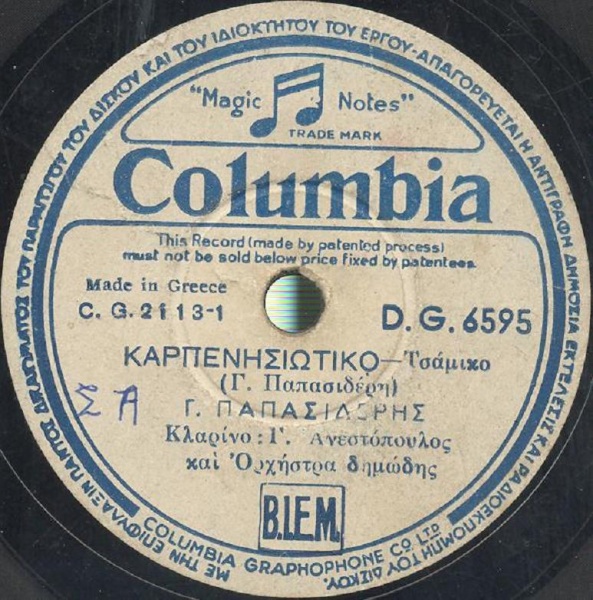 ΜΕ ΤΗΝ ΕΠΙΦΥΛΑΞΙΝ ΠΑΝΤΟΣ ΔΙΚΑΙΩΜΑΤΟΣ ΤΟΥ ΠΑΡΑΓΩΓΟΥ ΤΟΥ ΔΙΣΚΟΥ ΚΑΙ ΤΟΥ ΙΔΙΟΚΤΗΤΟΥ ΤΟΥ ΕΡΓΟΥ-ΑΠΑΓΟΡΕΥΕΤΑΙ Η ΑΝΤΙΓΡΑΦΗ ΔΗΜΟΣΙΑ ΕΚΤΕΛΕΣΙΣ ΚΑΙ ΡΑΔΙΟΕΚΠΟΜΠΗ ΤΟΥ ΔΙΣΚΟΥ.
"Magic Notes"
TRADE MARK
Columbia
This Record (made by patented process)
must not be sold below price fixed by patentees.
Made in Greece
C. G. 2113-1
D.G. 6595
ΚΑΡΠΕΝΗΣΙΩΤΙΚΟ—Τσάμικο
(Γ. Παπασιδέρη)
Γ. ΠΑΠΑΣΙΔΕΡΗΣ
ΣΑ
Κλαρίνο: Γ. Ανεστόπουλος
καὶ Ὀρχήστρα δημώδης
B.I.E.M.
COLUMBIA GRAPHOPHONE CO LTD